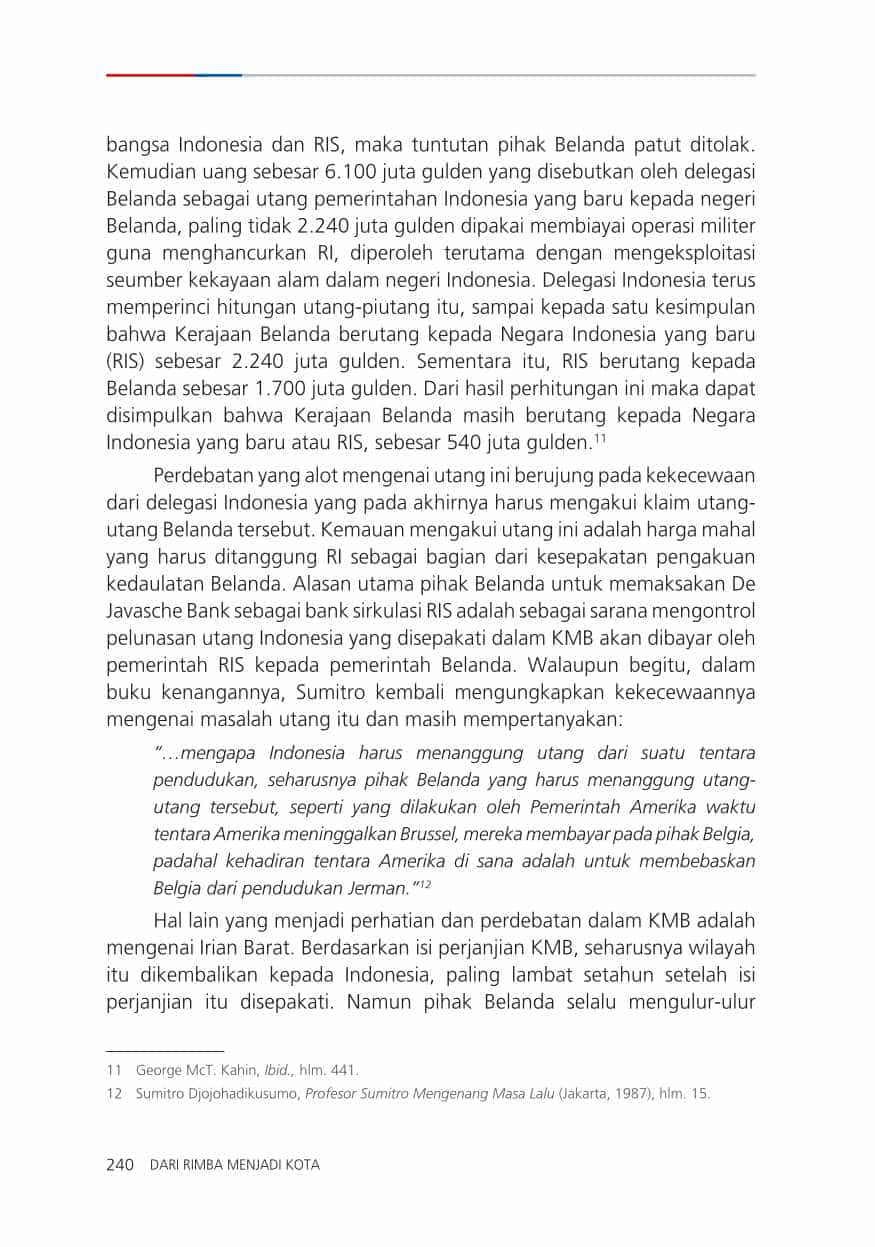 bangsa Indonesia dan RIS, maka tuntutan pihak Belanda patut ditolak.
Kemudian uang sebesar 6.100 juta gulden yang disebutkan oleh delegasi
Belanda sebagai utang pemerintahan Indonesia yang baru kepada negeri
Belanda, paling tidak 2.240 juta gulden dipakai membiayai operasi militer
guna menghancurkan RI, diperoleh terutama dengan mengeksploitasi
seumber kekayaan alam dalam negeri Indonesia. Delegasi Indonesia terus
memperinci hitungan utang-piutang itu, sampai kepada satu kesimpulan
bahwa Kerajaan Belanda berutang kepada Negara Indonesia yang baru
(RIS) sebesar 2.240 juta gulden. Sementara itu, RIS berutang kepada
Belanda sebesar 1.700 juta gulden. Dari hasil perhitungan ini maka dapat
disimpulkan bahwa Kerajaan Belanda masih berutang kepada Negara
Indonesia yang baru atau RIS, sebesar 540 juta gulden.11
Perdebatan yang alot mengenai utang ini berujung pada kekecewaan
dari delegasi Indonesia yang pada akhirnya harus mengakui klaim utang-
utang Belanda tersebut. Kemauan mengakui utang ini adalah harga mahal
yang harus ditanggung RI sebagai bagian dari kesepakatan pengakuan
kedaulatan Belanda. Alasan utama pihak Belanda untuk memaksakan De
Javasche Bank sebagai bank sirkulasi RIS adalah sebagai sarana mengontrol
pelunasan utang Indonesia yang disepakati dalam KMB akan dibayar oleh
pemerintah RIS kepada pemerintah Belanda. Walaupun begitu, dalam
buku kenangannya, Sumitro kembali mengungkapkan kekecewaannya
mengenai masalah utang itu dan masih mempertanyakan:
“…mengapa Indonesia harus menanggung utang dari suatu tentara
pendudukan, seharusnya pihak Belanda yang harus menanggung utang-
utang tersebut, seperti yang dilakukan oleh Pemerintah Amerika waktu
tentara Amerika meninggalkan Brussel, mereka membayar pada pihak Belgia,
padahal kehadiran tentara Amerika di sana adalah untuk membebaskan
Belgia dari pendudukan Jerman.”12
Hal lain yang menjadi perhatian dan perdebatan dalam KMB adalah
mengenai Irian Barat. Berdasarkan isi perjanjian KMB, seharusnya wilayah
itu dikembalikan kepada Indonesia, paling lambat setahun setelah isi
perjanjian itu disepakati. Namun pihak Belanda selalu mengulur-ulur
11 George McT. Kahin, Ibid., hlm. 441.
12 Sumitro Djojohadikusumo, Profesor Sumitro Mengenang Masa Lalu (Jakarta, 1987), hlm. 15.
240 DARI RIMBA MENJADI KOTA